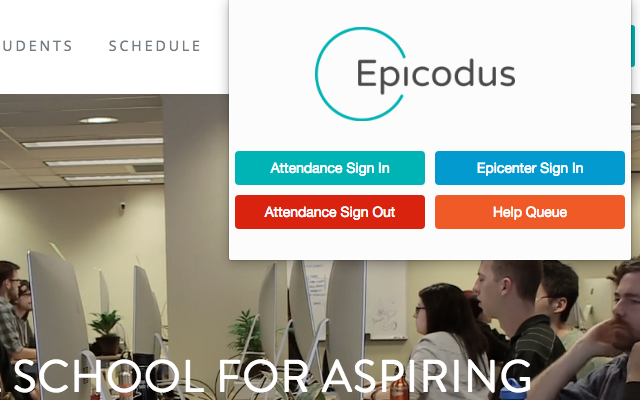 UDENTS
SCHEDULE
Epicodus
Attendance Sign In
Epicenter Sign In
Attendance Sign Out
Help Queue
SCHOOL FOR ASPIRING